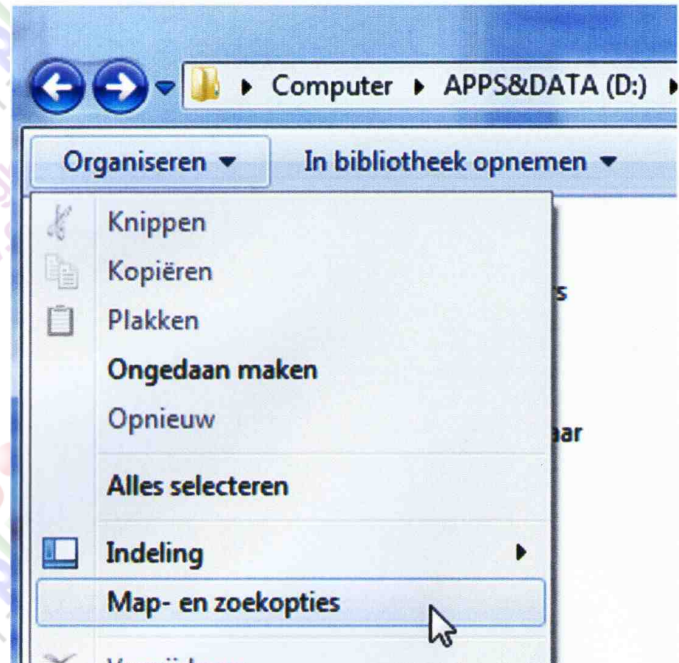 Computer ▸ APPS&DATA (D:) ▸
Organiseren ▾ In bibliotheek opnemen ▾
Knippen
Kopiëren
Plakken
Ongedaan maken
Opnieuw
Alles selecteren
Indeling ▸
Map- en zoekopties